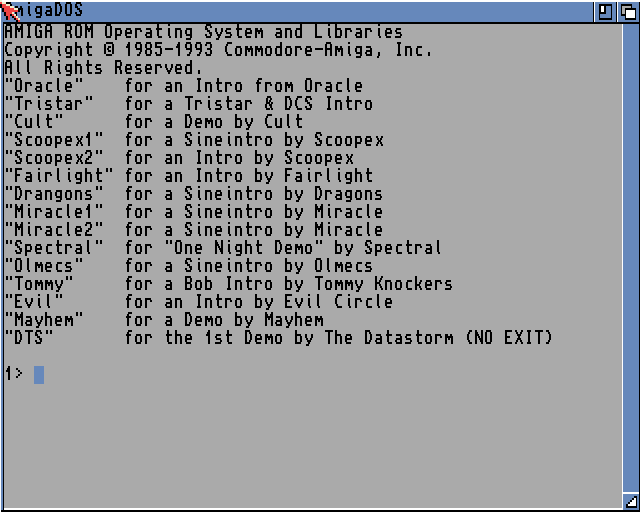 AmigaDOS
AMIGA ROM Operating System and Libraries
Copyright © 1985-1993 Commodore-Amiga, Inc.
All Rights Reserved.
"Oracle" for an Intro from Oracle
"Tristar" for a Tristar & DCS Intro
"Cult" for a Demo by Cult
"Scoopex1" for a Sineintro by Scoopex
"Scoopex2" for an Intro by Scoopex
"Fairlight" for an Intro by Fairlight
"Drangons" for a Sineintro by Dragons
"Miracle1" for a Sineintro by Miracle
"Miracle2" for a Sineintro by Miracle
"Spectral" for "One Night Demo" by Spectral
"Olmecs" for a Sineintro by Olmecs
"Tommy" for a Bob Intro by Tommy Knockers
"Evil" for an Intro by Evil Circle
"Mayhem" for a Demo by Mayhem
"DTS" for the 1st Demo by The Datastorm (NO EXIT)
1>